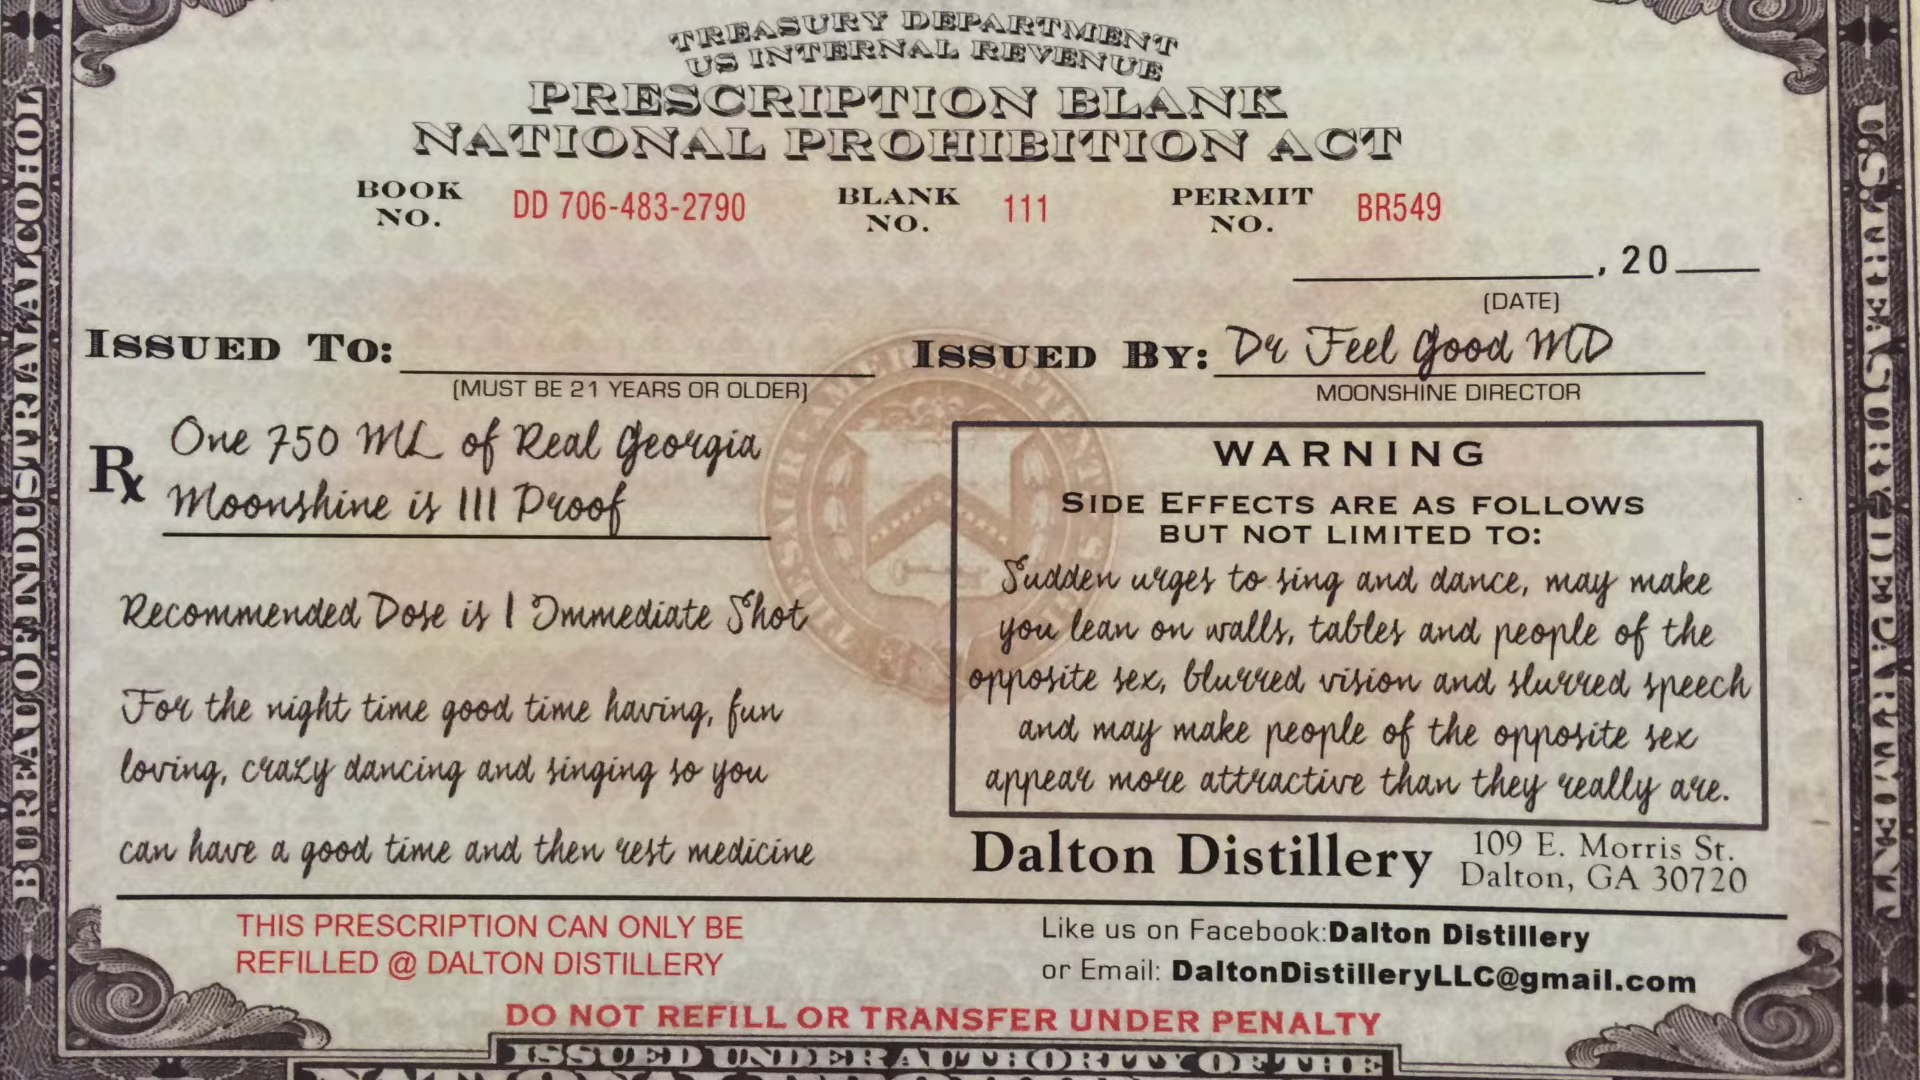 TREASURY DEPARTMENT
US INTERNAL REVENUE
PRESCRIPTION BLANK
NATIONAL PROHIBITION ACT
BOOK NO. DD 706-483-2790 BLANK NO. 111 PERMIT NO. BR549
, 20
(DATE)
ISSUED TO: ISSUED BY: Dr Feel Good MD
(MUST BE 21 YEARS OR OLDER) MOONSHINE DIRECTOR
Rx One 750 ML of Real Georgia
Moonshine is 111 Proof
Recommended Dose is 1 Immediate Shot
For the night time good time having, fun
loving, crazy dancing and singing so you
can have a good time and then rest medicine
WARNING
SIDE EFFECTS ARE AS FOLLOWS
BUT NOT LIMITED TO:
Sudden urges to sing and dance, may make
you lean on walls, tables and people of the
opposite sex, blurred vision and slurred speech
and may make people of the opposite sex
appear more attractive than they really are.
Dalton Distillery 109 E. Morris St.
Dalton, GA 30720
THIS PRESCRIPTION CAN ONLY BE
REFILLED @ DALTON DISTILLERY
Like us on Facebook:Dalton Distillery
or Email: DaltonDistilleryLLC@gmail.com
DO NOT REFILL OR TRANSFER UNDER PENALTY
ISSUED UNDER AUTHORITY OF THE
BUREAU OF INDUSTRIAL ALCOHOL